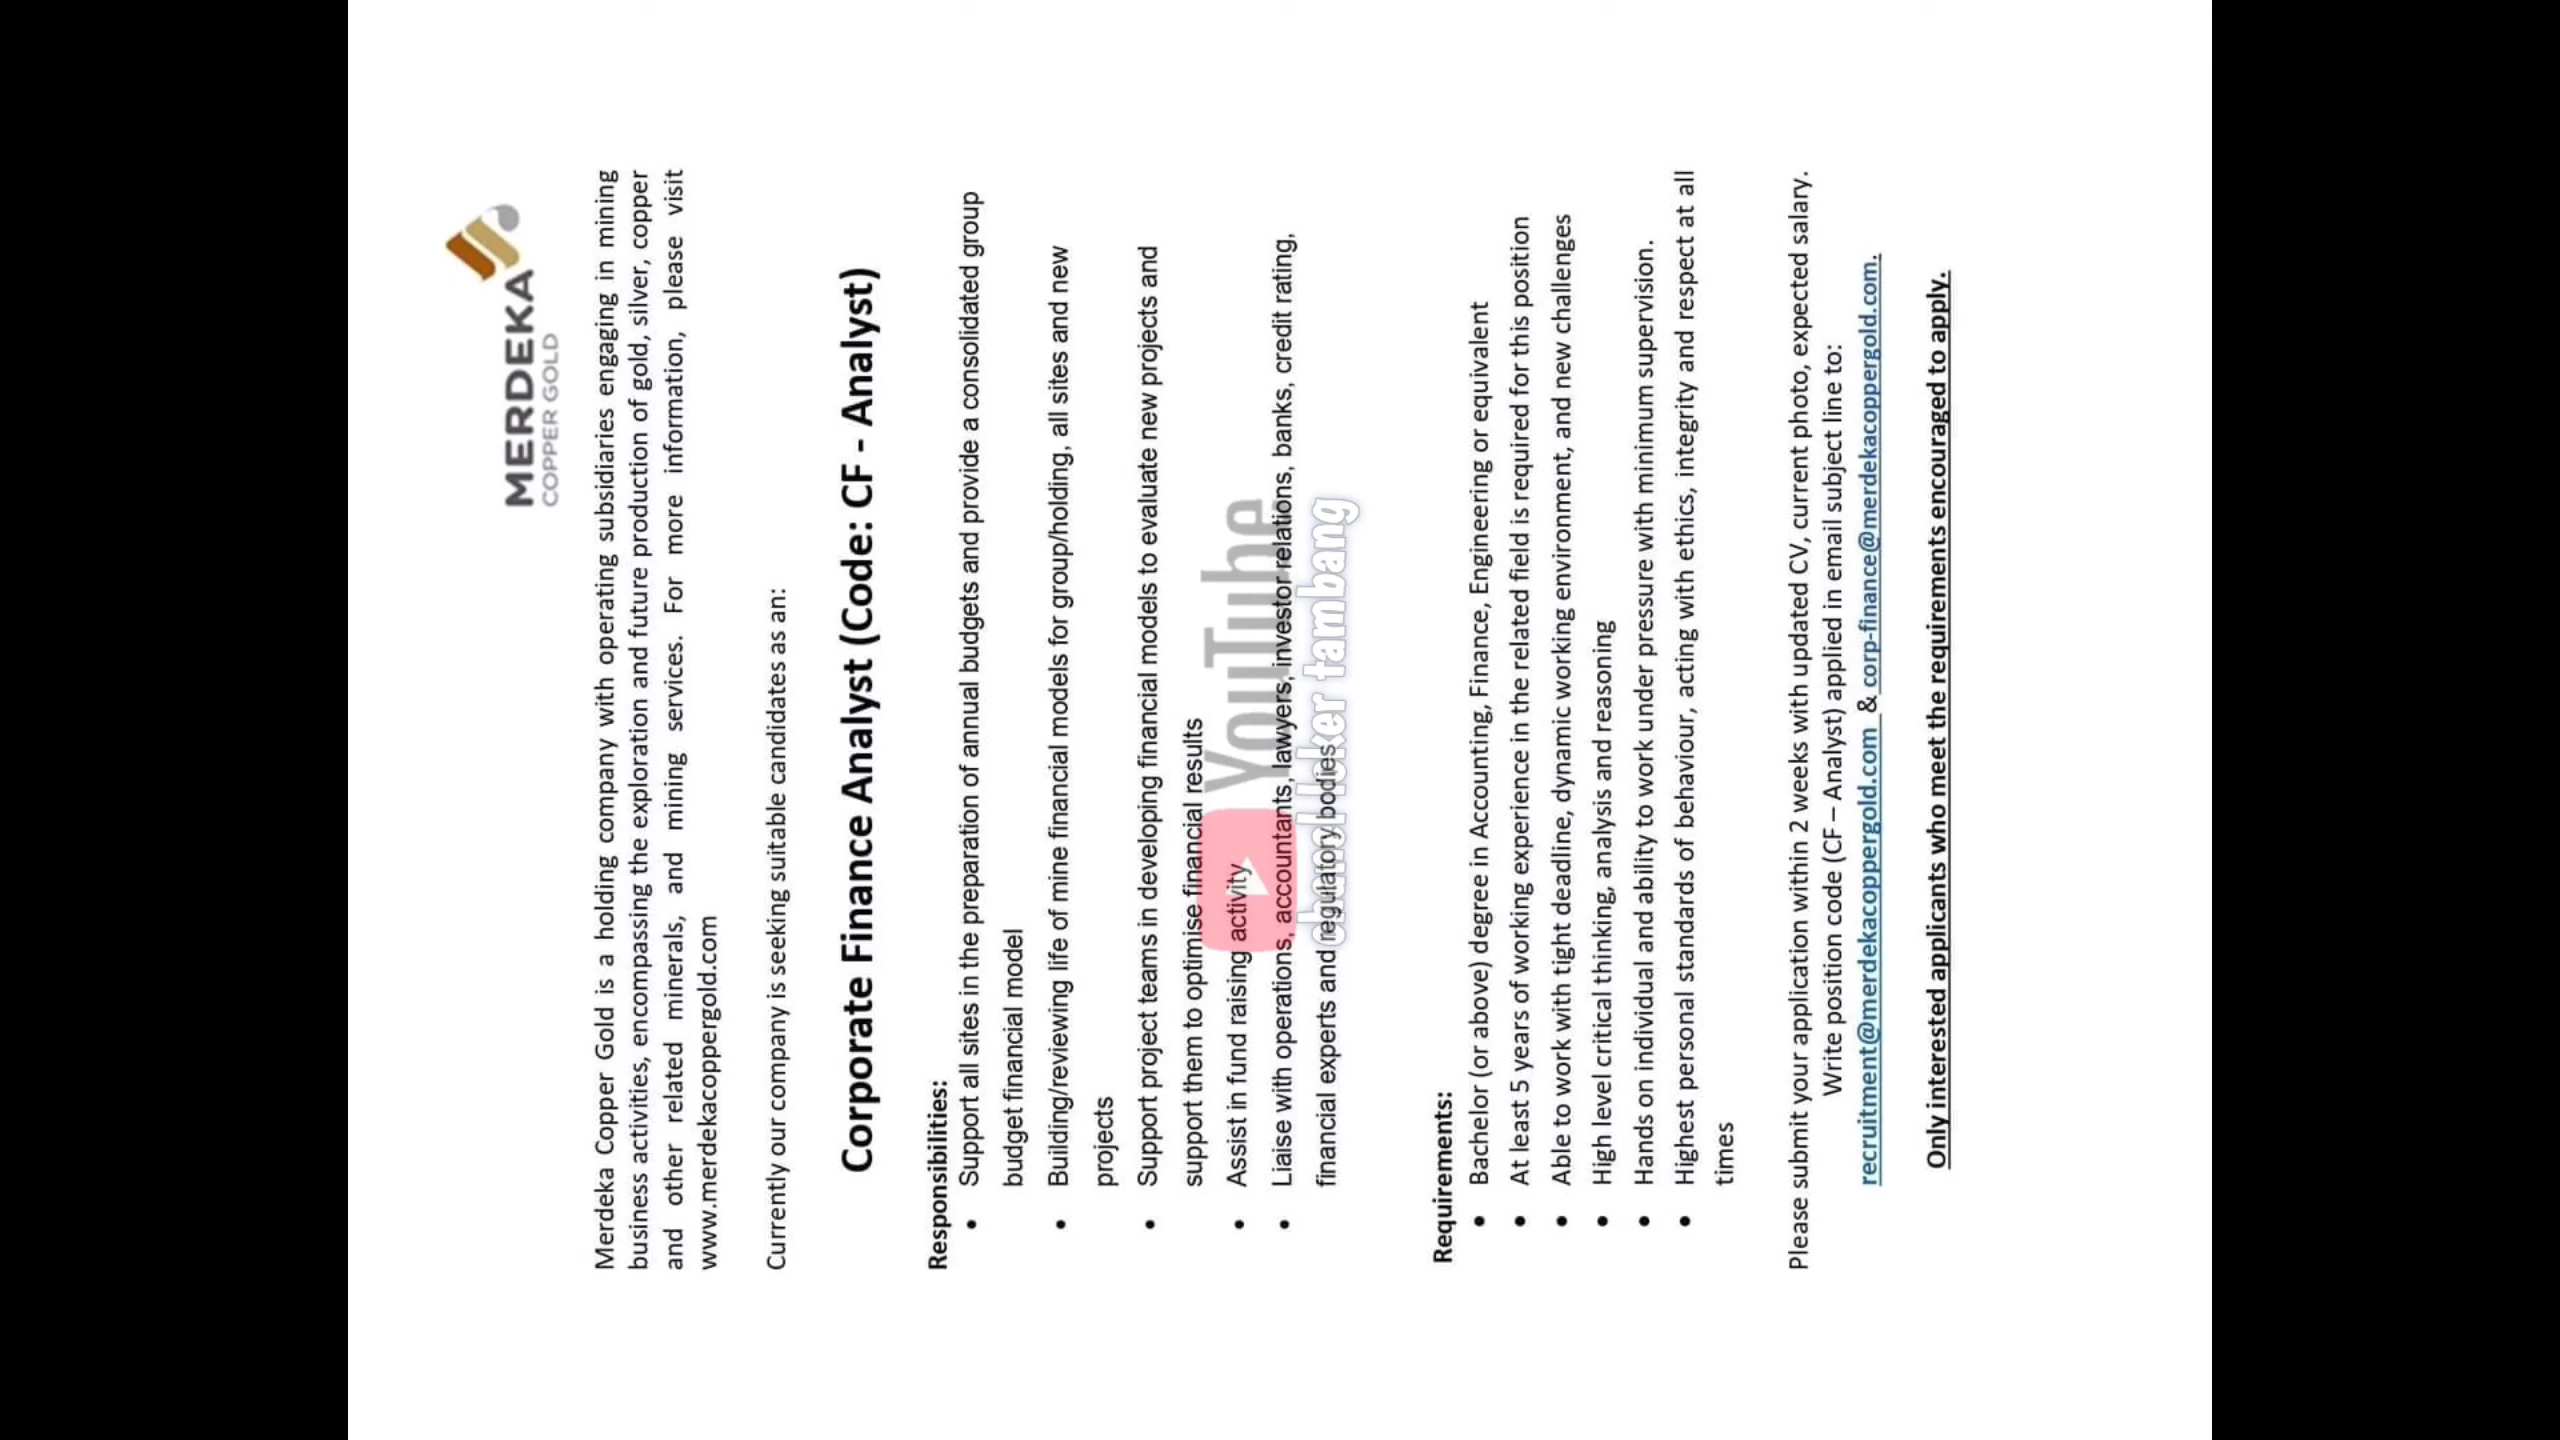 MERDEKA
COPPER GOLD
Merdeka Copper Gold is a holding company with operating subsidiaries engaging in mining
business activities, encompassing the exploration and future production of gold, silver, copper
and other related minerals, and mining services. For more information, please visit
www.merdekacoppergold.com
Currently our company is seeking suitable candidates as an:
Corporate Finance Analyst (Code: CF - Analyst)
Responsibilities:
• Support all sites in the preparation of annual budgets and provide a consolidated group
budget financial model
• Building/reviewing life of mine financial models for group/holding, all sites and new
projects
• Support project teams in developing financial models to evaluate new projects and
support them to optimise financial results
• Assist in fund raising activity
• Liaise with operations, accountants, lawyers, investor relations, banks, credit rating,
financial experts and regulatory bodies
YouTube
chanel loker tambang
Requirements:
• Bachelor (or above) degree in Accounting, Finance, Engineering or equivalent
• At least 5 years of working experience in the related field is required for this position
• Able to work with tight deadline, dynamic working environment, and new challenges
• High level critical thinking, analysis and reasoning
• Hands on individual and ability to work under pressure with minimum supervision.
• Highest personal standards of behaviour, acting with ethics, integrity and respect at all
times
Please submit your application within 2 weeks with updated CV, current photo, expected salary.
Write position code (CF – Analyst) applied in email subject line to:
recruitment@merdekacoppergold.com & corp-finance@merdekacoppergold.com.
Only interested applicants who meet the requirements encouraged to apply.